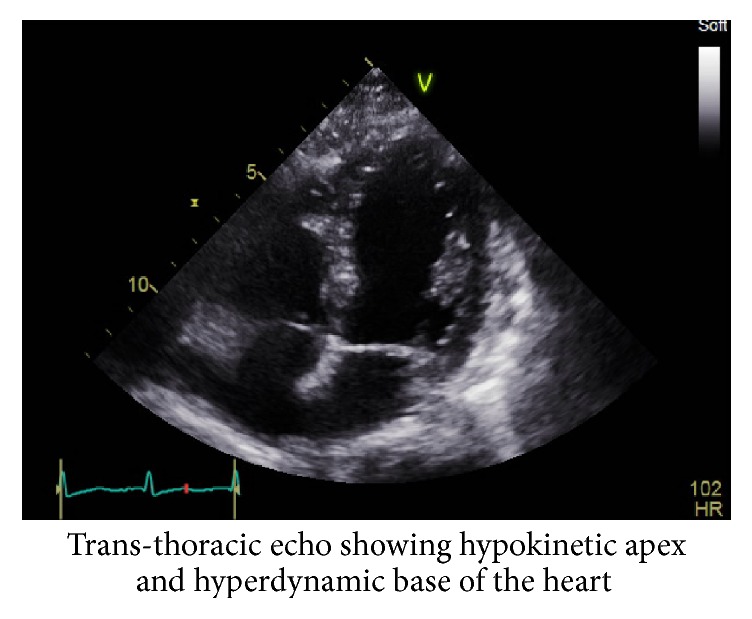 Soft
V
5
10
102
HR
Trans-thoracic echo showing hypokinetic apex
and hyperdynamic base of the heart